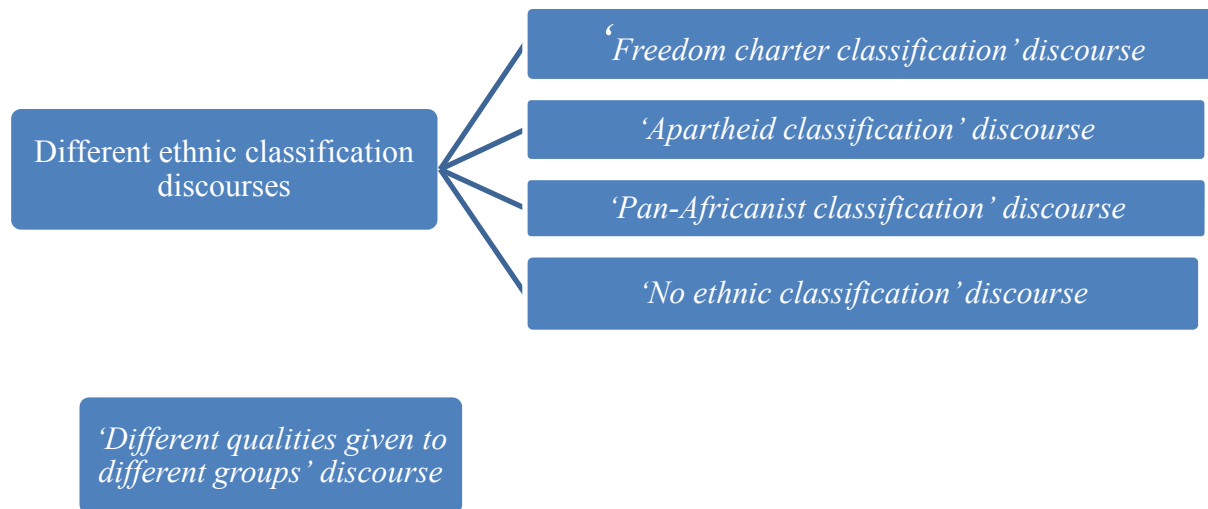 ‘Freedom charter classification’ discourse
Different ethnic classification
discourses
‘Apartheid classification’ discourse
‘Pan-Africanist classification’ discourse
‘No ethnic classification’ discourse
‘Different qualities given to
different groups’ discourse